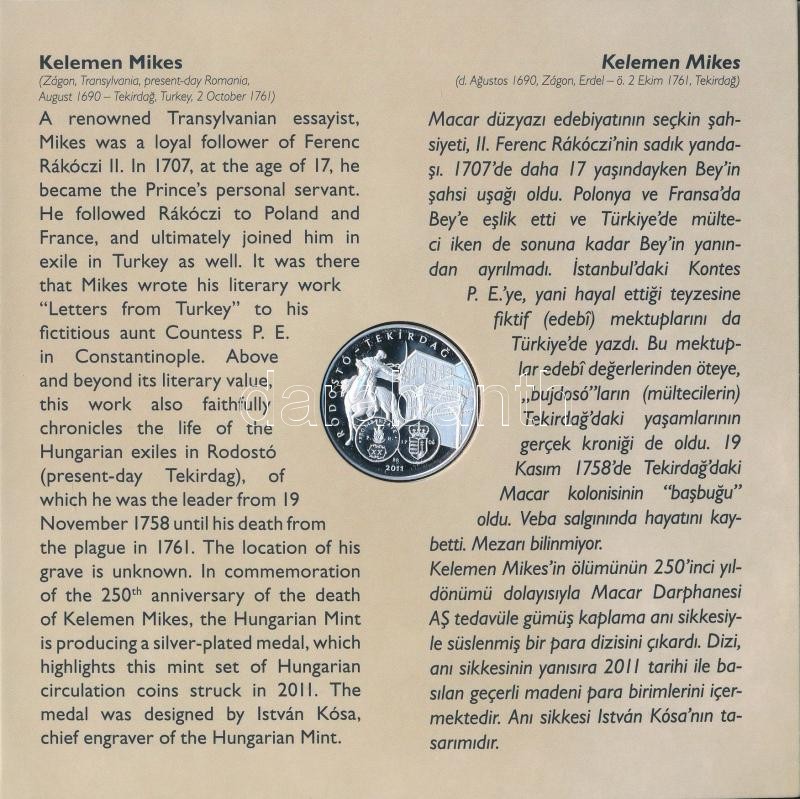 Kelemen Mikes
(Zágon, Transylvania, present-day Romania,
August 1690 – Tekirdağ, Turkey, 2 October 1761)
A renowned Transylvanian essayist,
Mikes was a loyal follower of Ferenc
Rákóczi II. In 1707, at the age of 17, he
became the Prince's personal servant.
He followed Rákóczi to Poland and
France, and ultimately joined him in
exile in Turkey as well. It was there
that Mikes wrote his literary work
"Letters from Turkey" to his
fictitious aunt Countess P. E.
in Constantinople. Above
and beyond its literary value,
this work also faithfully
chronicles the life of the
Hungarian exiles in Rodostó
(present-day Tekirdag), of
which he was the leader from 19
November 1758 until his death from
the plague in 1761. The location of his
grave is unknown. In commemoration
of the 250th anniversary of the death
of Kelemen Mikes, the Hungarian Mint
is producing a silver-plated medal, which
highlights this mint set of Hungarian
circulation coins struck in 2011. The
medal was designed by István Kósa,
chief engraver of the Hungarian Mint.
RODOSTÓ-TEKİRDAĞ
2011
Kelemen Mikes
(d. Ağustos 1690, Zágon, Erdel – ö. 2 Ekim 1761, Tekirdağ)
Macar düzyazı edebiyatının seçkin şah-
siyeti, II. Ferenc Rákóczi'nin sadık yanda-
şı. 1707'de daha 17 yaşındayken Bey'in
şahsi uşağı oldu. Polonya ve Fransa'da
Bey'e eşlik etti ve Türkiye'de mülte-
ci iken de sonuna kadar Bey'in yanın-
dan ayrılmadı. İstanbul'daki Kontes
P. E.'ye, yani hayal ettiği teyzesine
fiktif (edebî) mektuplarını da
Türkiye'de yazdı. Bu mektup-
lar edebî değerlerinden öteye,
„bujdosó"ların (mültecilerin)
Tekirdağ'daki yaşamlarının
gerçek kroniği de oldu. 19
Kasım 1758'de Tekirdağ'daki
Macar kolonisinin "başbuğu"
oldu. Veba salgınında hayatını kay-
betti. Mezarı bilinmiyor.
Kelemen Mikes'in ölümünün 250'inci yıl-
dönümü dolayısıyla Macar Darphanesi
AŞ tedavüle gümüş kaplama anı sikkesiy-
le süslenmiş bir para dizisini çıkardı. Dizi,
anı sikkesinin yanısıra 2011 tarihi ile ba-
sılan geçerli madeni para birimlerini içer-
mektedir. Anı sikkesi István Kósa'nın ta-
sarımıdır.
darabanth